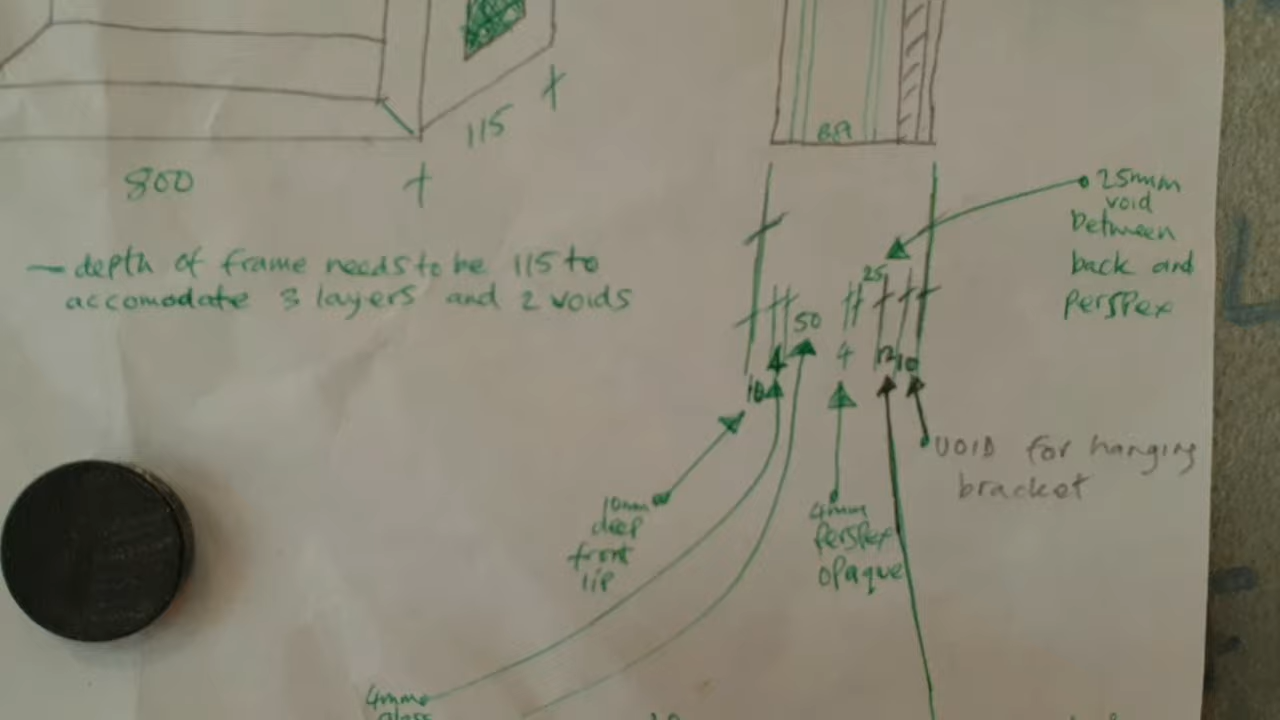 115
800
— depth of frame needs to be 115 to
accomodate 3 layers and 2 voids
25mm
void
between
back and
perspex
25
50
4
4
12
10
10
VOID for hanging
bracket
10mm
deep
front
lip
4mm
perspex
opaque
4mm
glass